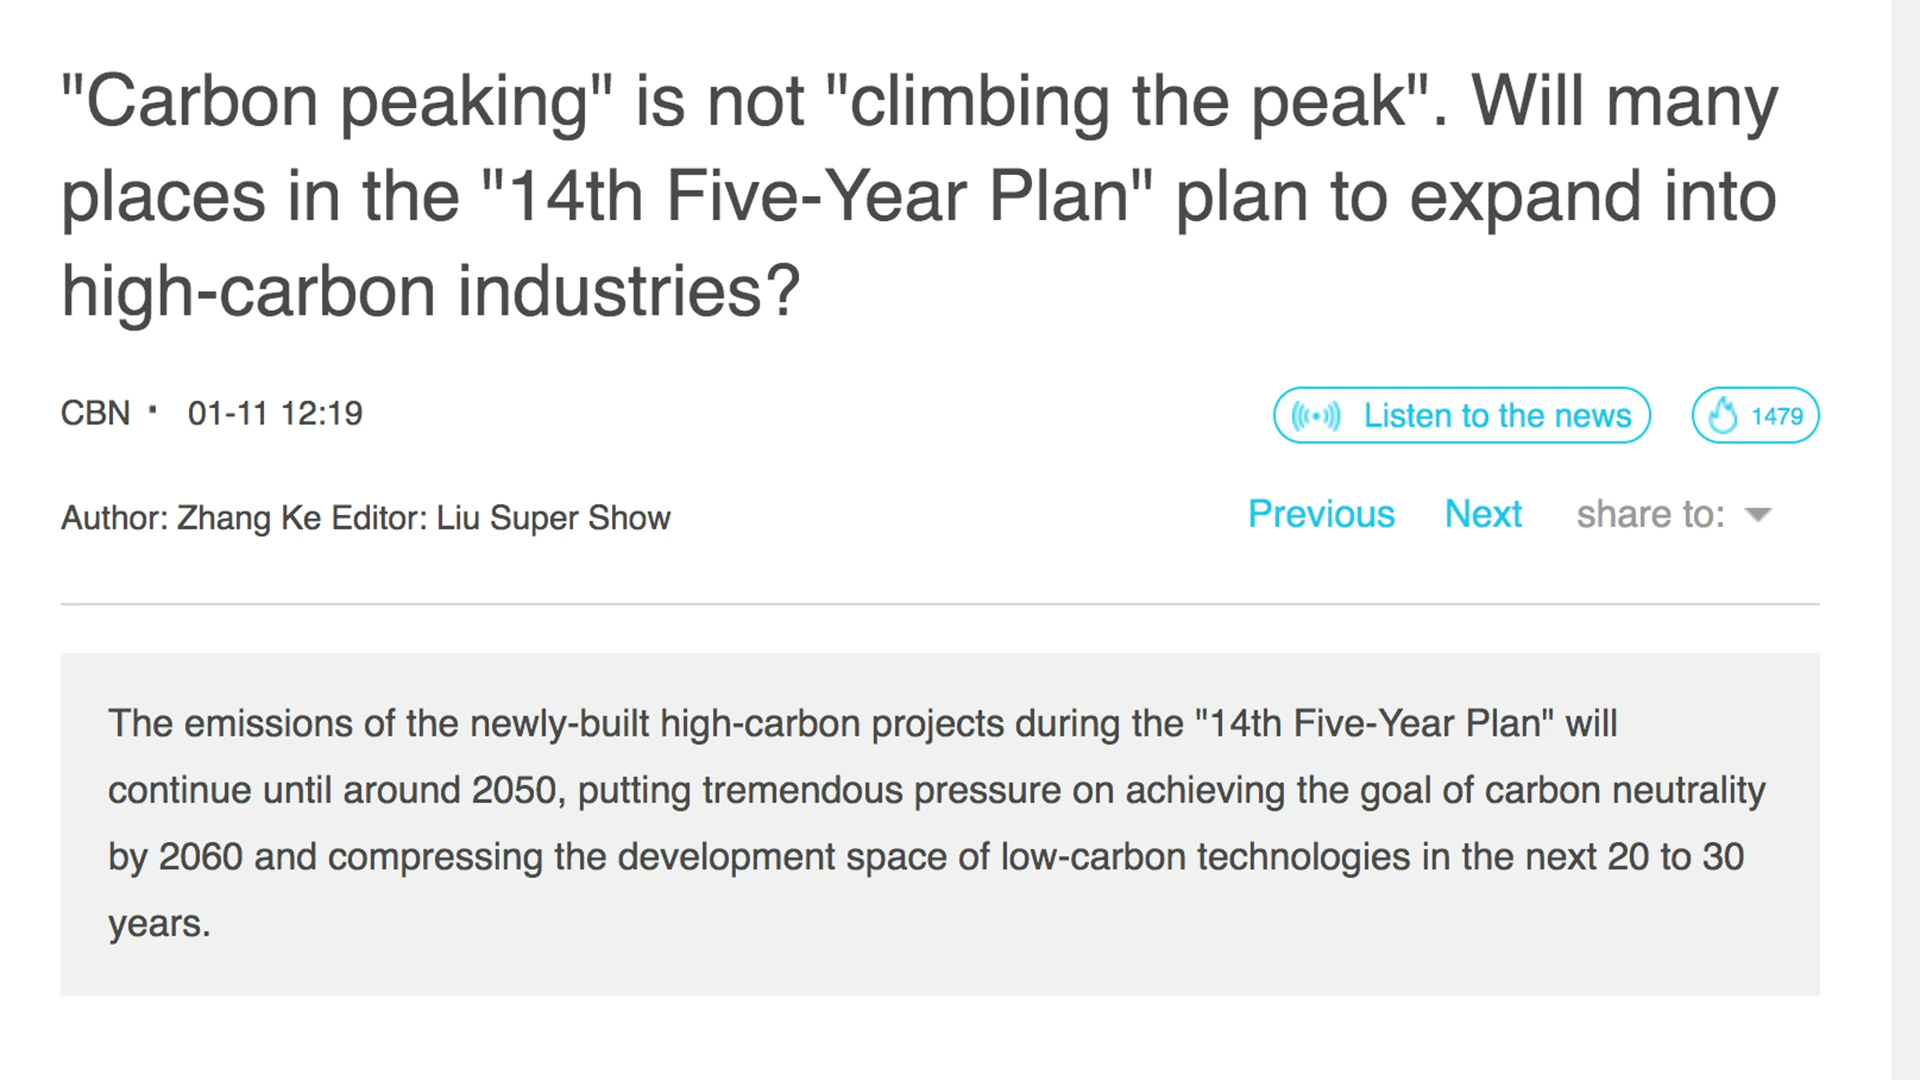 "Carbon peaking" is not "climbing the peak". Will many
places in the "14th Five-Year Plan" plan to expand into
high-carbon industries?
CBN · 01-11 12:19
Listen to the news
1479
Author: Zhang Ke Editor: Liu Super Show
Previous Next share to:
The emissions of the newly-built high-carbon projects during the "14th Five-Year Plan" will
continue until around 2050, putting tremendous pressure on achieving the goal of carbon neutrality
by 2060 and compressing the development space of low-carbon technologies in the next 20 to 30
years.